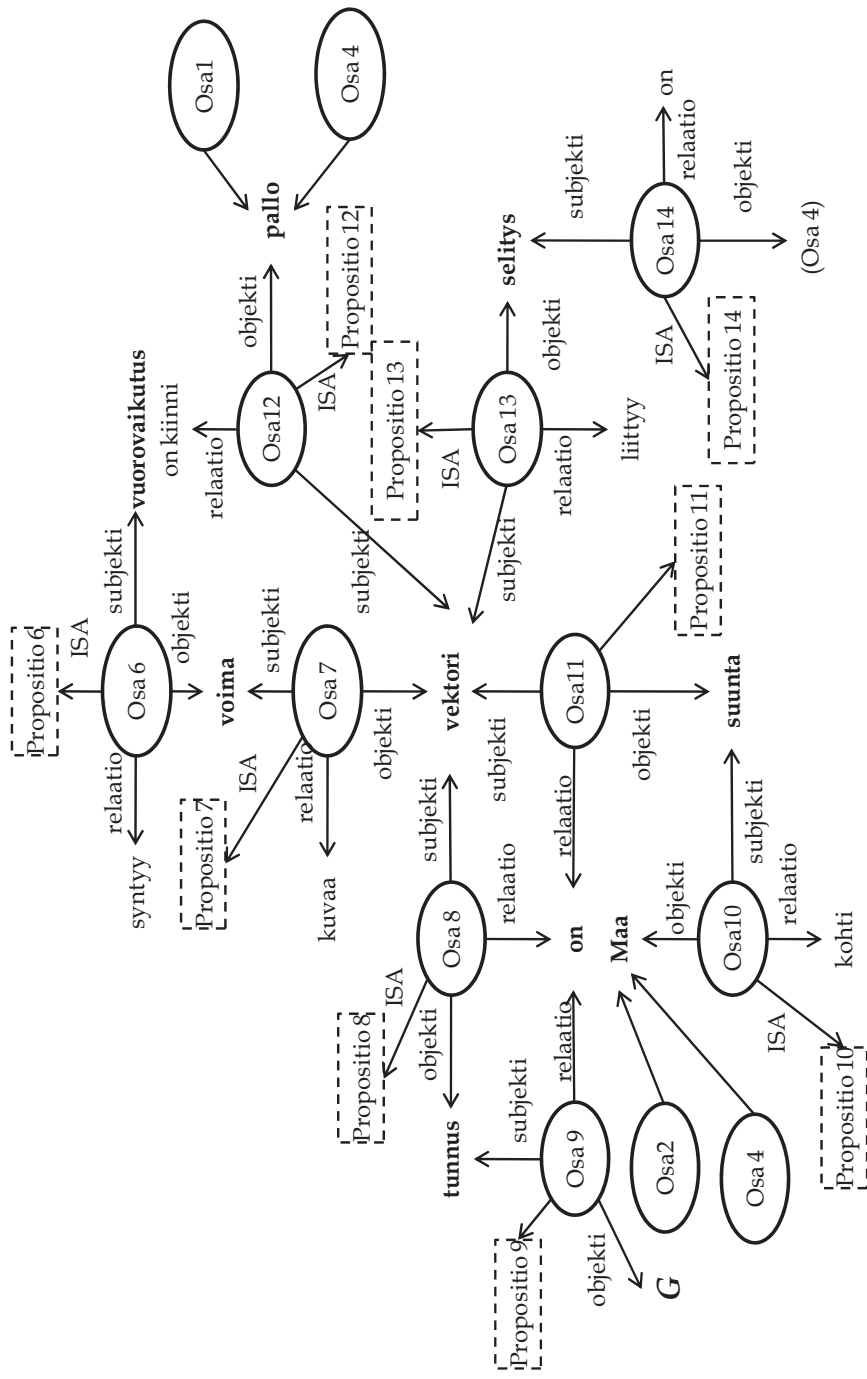 Propositio 6
ISA
relaatio
Osa 6
subjekti
syntyy
vuorovaikutus
on kiinni
objekti
Propositio 7
Osa1
relaatio
voima
ISA
subjekti
objekti
pallo
Osa12
relaatio
Osa 7
kuvaa
ISA
Osa 4
Propositio 12
Propositio 8
subjekti
objekti
ISA
Propositio 13
objekti
subjekti
tunnus
Osa 8
vektori
ISA
relaatio
subjekti
subjekti
subjekti
Osa 13
selitys
Propositio 9
relaatio
objekti
Osa 9
relaatio
on
relaatio
Osa11
objekti
subjekti
liittyy
Maa
G
Osa2
objekti
objekti
Propositio 11
ISA
Osa14
relaatio
on
Osa 4
Osa10
subjekti
suunta
Propositio 14
objekti
ISA
relaatio
(Osa 4)
Propositio 10
kohti